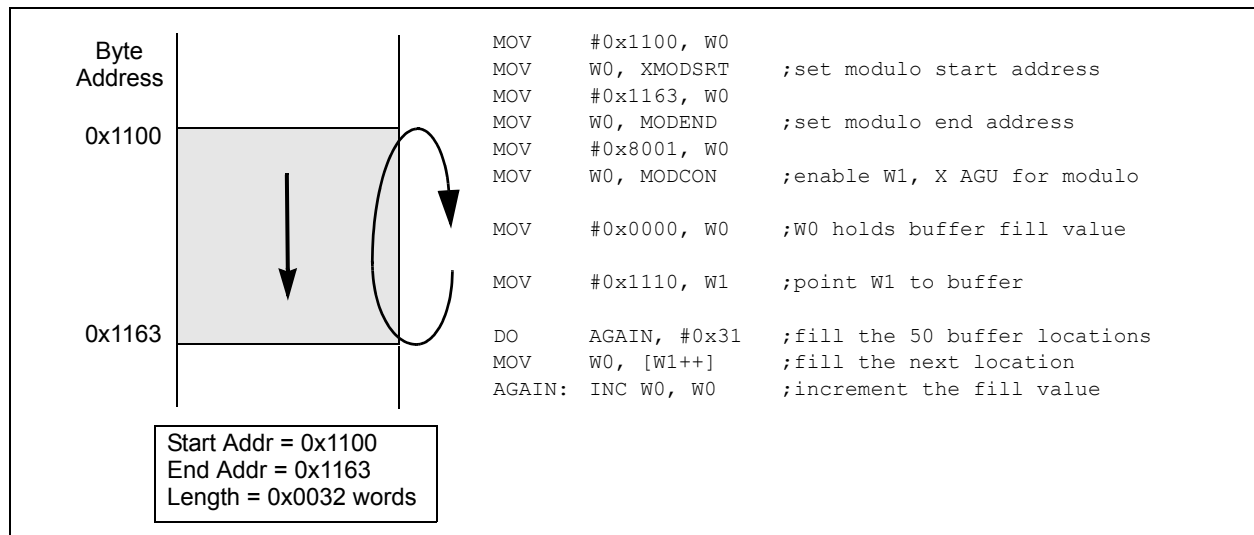 Byte
Address
0x1100
0x1163
Start Addr = 0x1100
End Addr = 0x1163
Length = 0x0032 words
MOV #0x1100, W0
MOV W0, XMODSRT ;set modulo start address
MOV #0x1163, W0
MOV W0, MODEND ;set modulo end address
MOV #0x8001, W0
MOV W0, MODCON ;enable W1, X AGU for modulo
MOV #0x0000, W0 ;W0 holds buffer fill value
MOV #0x1110, W1 ;point W1 to buffer
DO AGAIN, #0x31 ;fill the 50 buffer locations
MOV W0, [W1++] ;fill the next location
AGAIN: INC W0, W0 ;increment the fill value